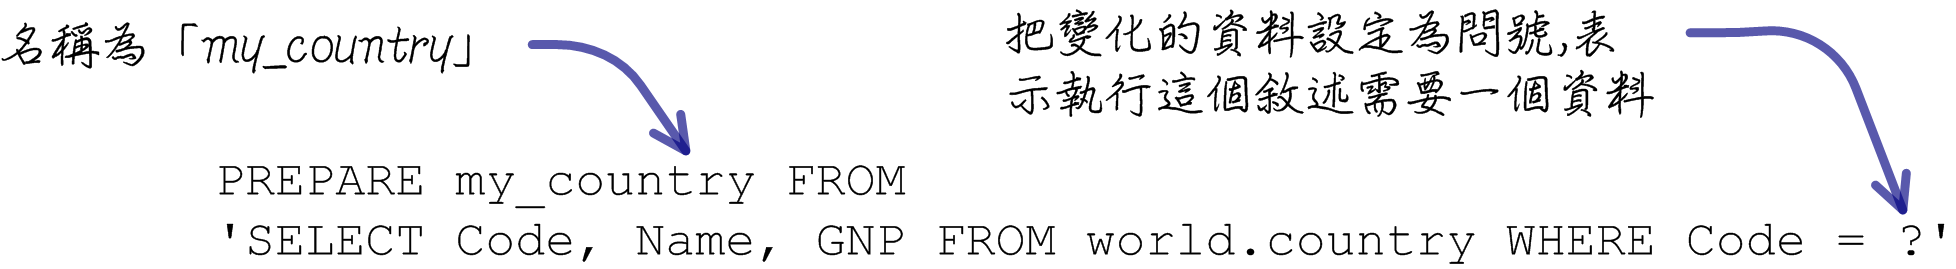 名稱為「my_country」
把變化的資料設定為問號,表
示執行這個敘述需要一個資料
PREPARE my_country FROM
'SELECT Code, Name, GNP FROM world.country WHERE Code = ?'